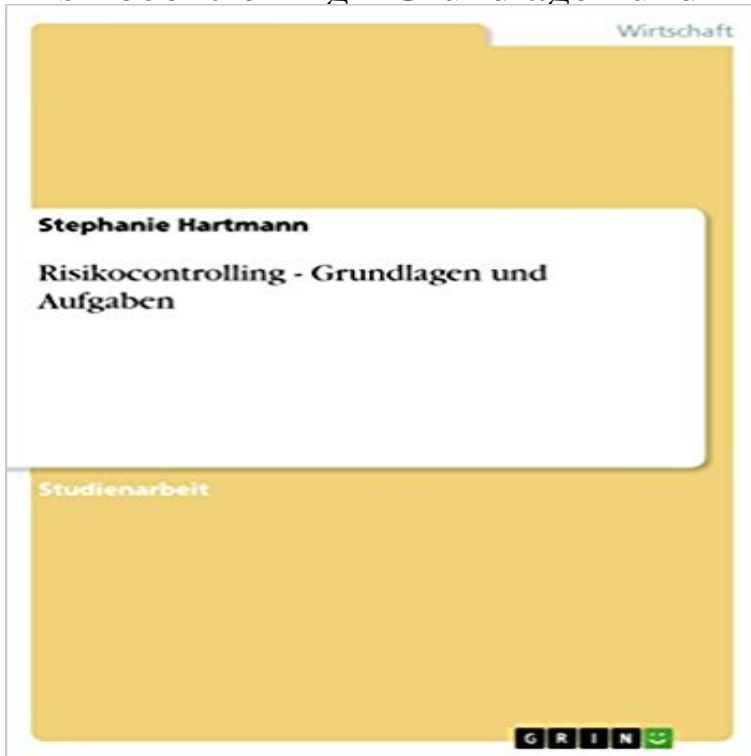 Wirtschaft
Stephanie Hartmann
Risikocontrolling - Grundlagen und
Aufgaben
Studienarbeit
GRIN